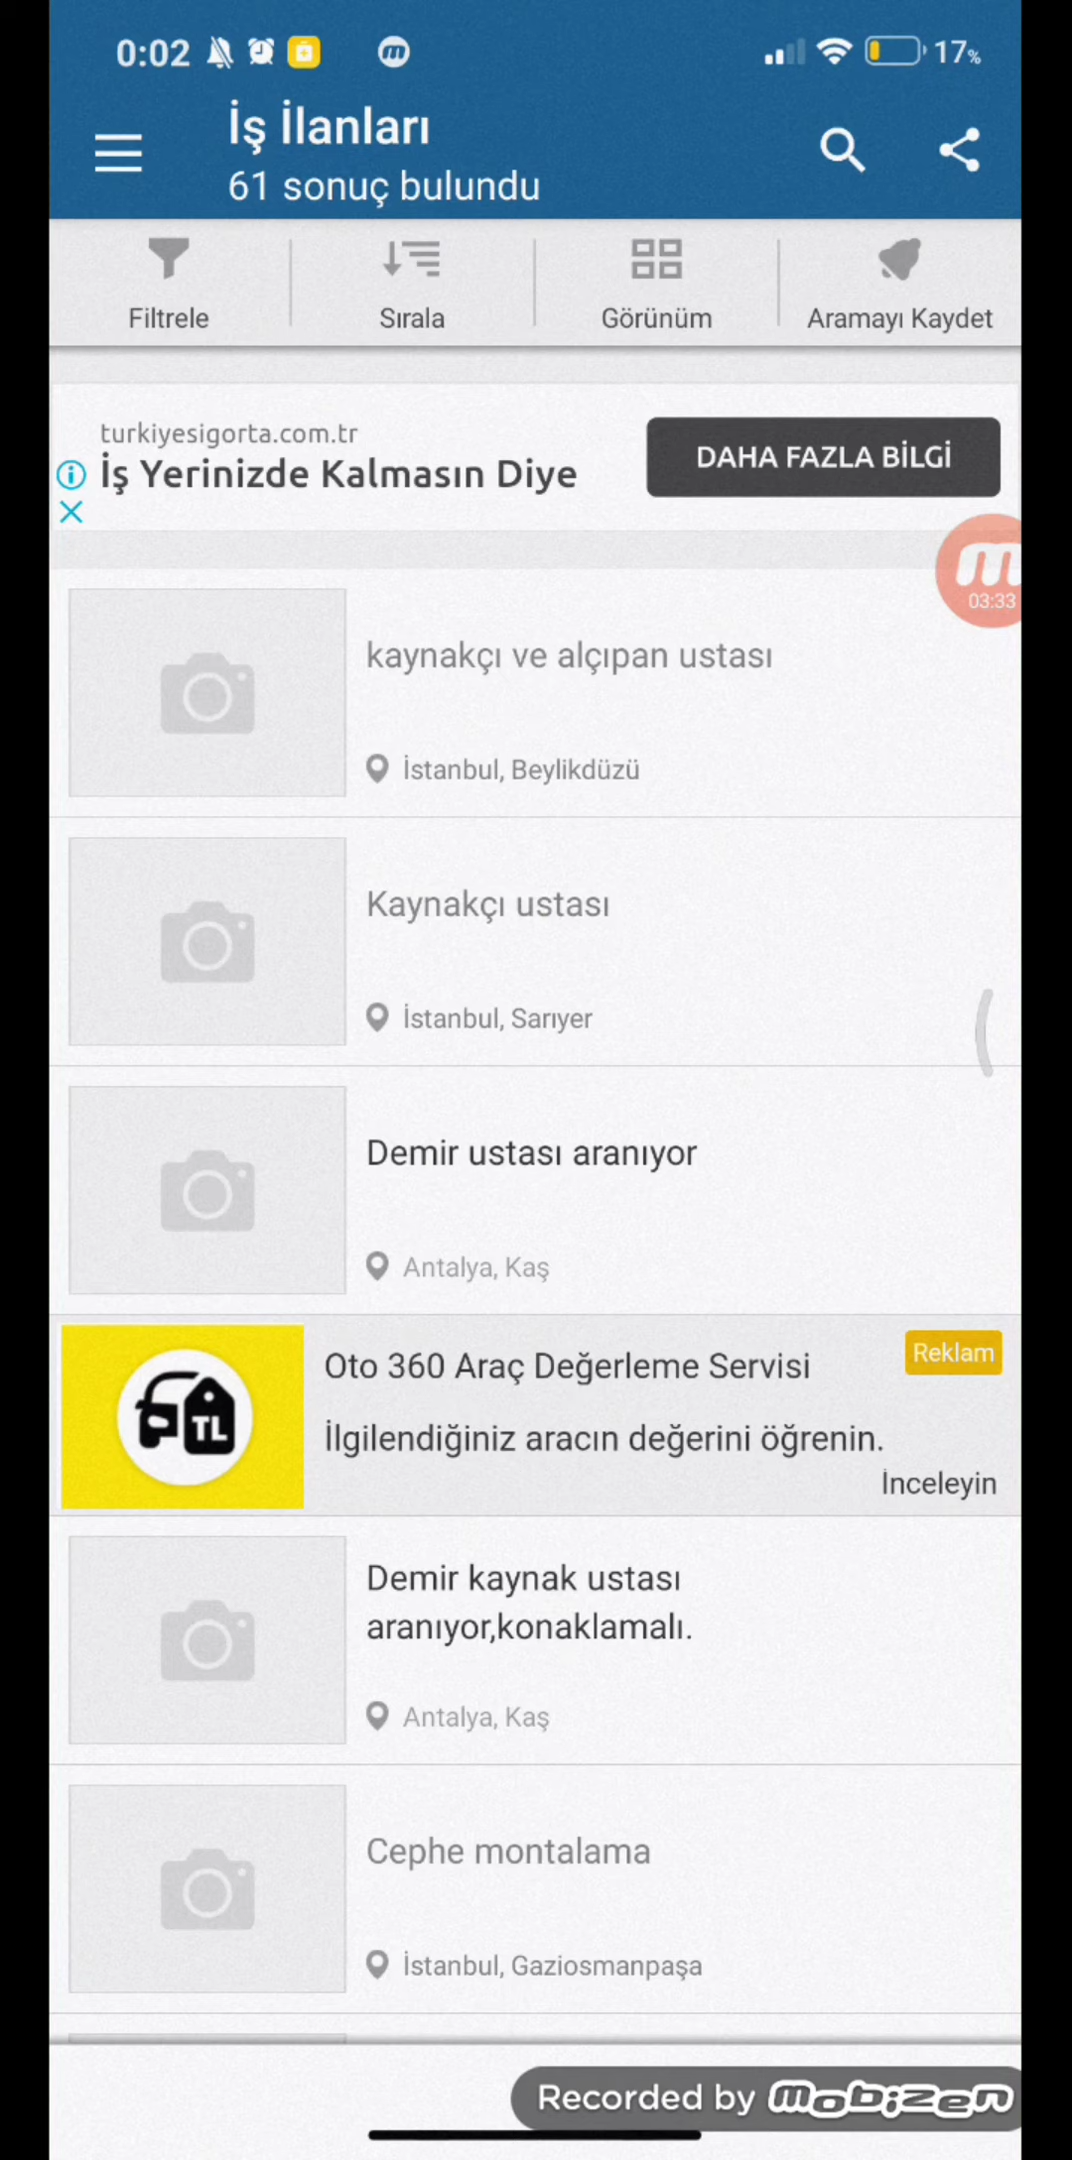 0:02
17%
İş İlanları
61 sonuç bulundu
Filtrele
Sırala
Görünüm
Aramayı Kaydet
turkiyesigorta.com.tr
İş Yerinizde Kalmasın Diye
DAHA FAZLA BİLGİ
03:33
kaynakçı ve alçıpan ustası
İstanbul, Beylikdüzü
Kaynakçı ustası
İstanbul, Sarıyer
Demir ustası aranıyor
Antalya, Kaş
TL
Oto 360 Araç Değerleme Servisi
Reklam
İlgilendiğiniz aracın değerini öğrenin.
İnceleyin
Demir kaynak ustası
aranıyor,konaklamalı.
Antalya, Kaş
Cephe montalama
İstanbul, Gaziosmanpaşa
Recorded by mobizen